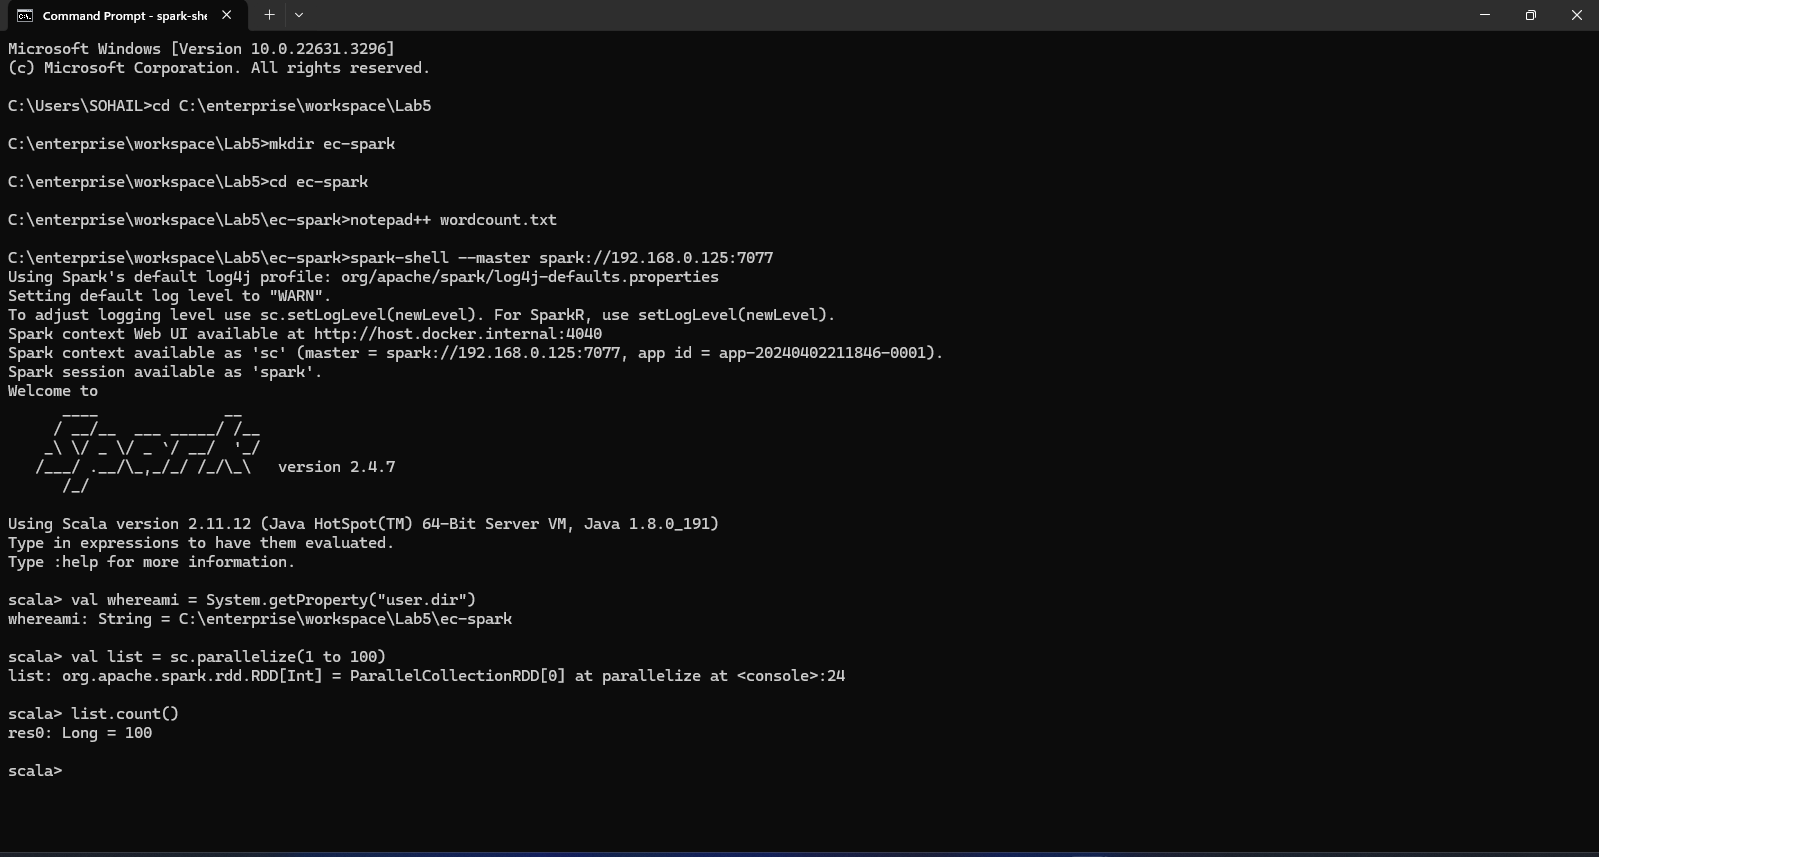 Command Prompt - spark-she
Microsoft Windows [Version 10.0.22631.3296]
(c) Microsoft Corporation. All rights reserved.
C:\Users\SOHAIL>cd C:\enterprise\workspace\Lab5
C:\enterprise\workspace\Lab5>mkdir ec-spark
C:\enterprise\workspace\Lab5>cd ec-spark
C:\enterprise\workspace\Lab5\ec-spark>notepad++ wordcount.txt
C:\enterprise\workspace\Lab5\ec-spark>spark-shell --master spark://192.168.0.125:7077
Using Spark's default log4j profile: org/apache/spark/log4j-defaults.properties
Setting default log level to "WARN".
To adjust logging level use sc.setLogLevel(newLevel). For SparkR, use setLogLevel(newLevel).
Spark context Web UI available at http://host.docker.internal:4040
Spark context available as 'sc' (master = spark://192.168.0.125:7077, app id = app-20240402211846-0001).
Spark session available as 'spark'.
Welcome to
      ____              __
     / __/__  ___ _____/ /__
    _\ \/ _ \/ _ `/ __/  '_/
   /___/ .__/\_,_/_/ /_/\_\   version 2.4.7
      /_/
Using Scala version 2.11.12 (Java HotSpot(TM) 64-Bit Server VM, Java 1.8.0_191)
Type in expressions to have them evaluated.
Type :help for more information.
scala> val whereami = System.getProperty("user.dir")
whereami: String = C:\enterprise\workspace\Lab5\ec-spark
scala> val list = sc.parallelize(1 to 100)
list: org.apache.spark.rdd.RDD[Int] = ParallelCollectionRDD[0] at parallelize at <console>:24
scala> list.count()
res0: Long = 100
scala>